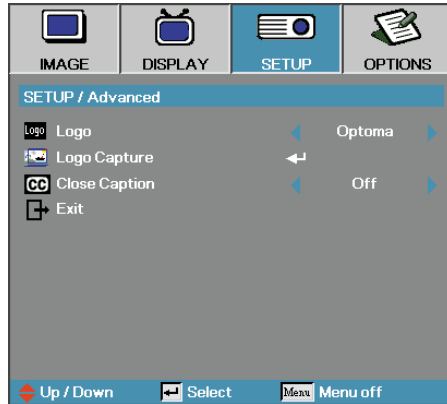 IMAGE DISPLAY SETUP OPTIONS
SETUP / Advanced
Logo Logo Optoma
Logo Capture
CC Close Caption Off
Exit
Up / Down Select Menu Menu off